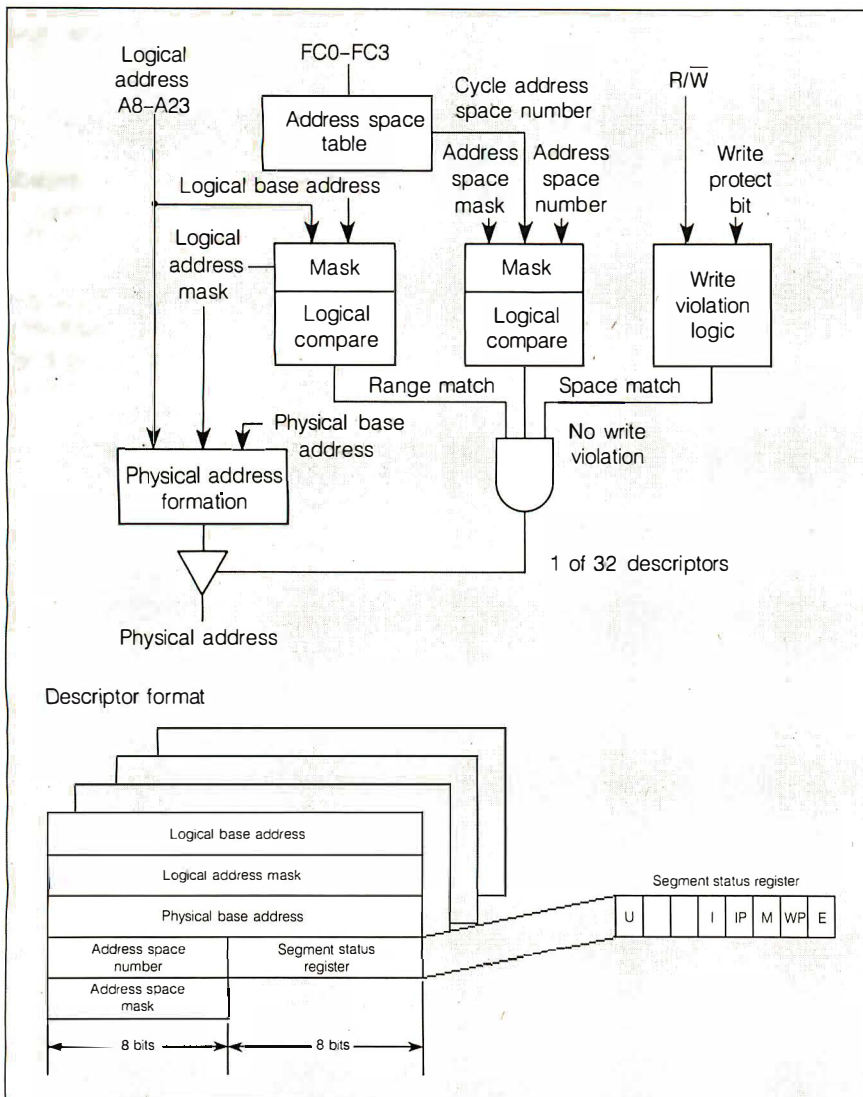 Logical
address
A8–A23
FC0–FC3
Address space
table
Cycle address
space number
R/W̅
Address
space
mask
Address
space
number
Write
protect
bit
Logical base address
Logical
address
mask
Mask
Logical
compare
Mask
Logical
compare
Write
violation
logic
Range match
Space match
Physical base
address
No write
violation
Physical address
formation
1 of 32 descriptors
Physical address
Descriptor format
Logical base address
Logical address mask
Physical base address
Address space
number
Segment status
register
Address space
mask
8 bits
8 bits
Segment status register
U I IP M WP E